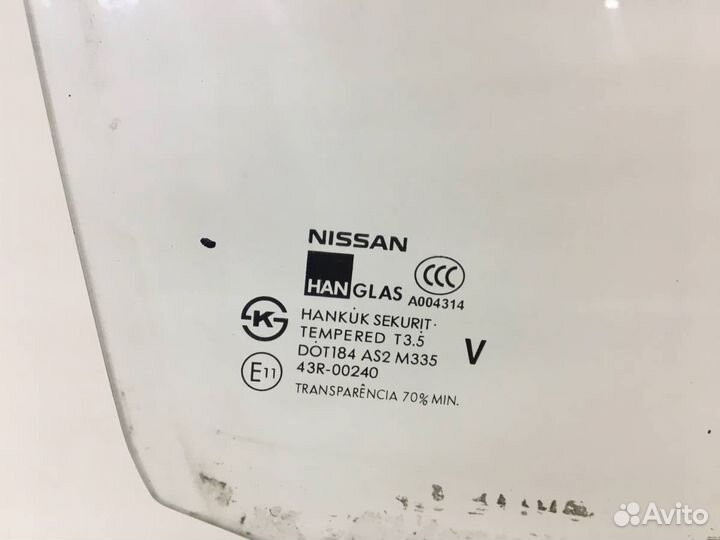 NISSAN
HANGLAS
CCC
A004314
K
HANKUK SEKURIT
TEMPERED T3.5
DOT184 AS2 M335
V
E11
43R-00240
TRANSPARÊNCIA 70% MIN.
Avito